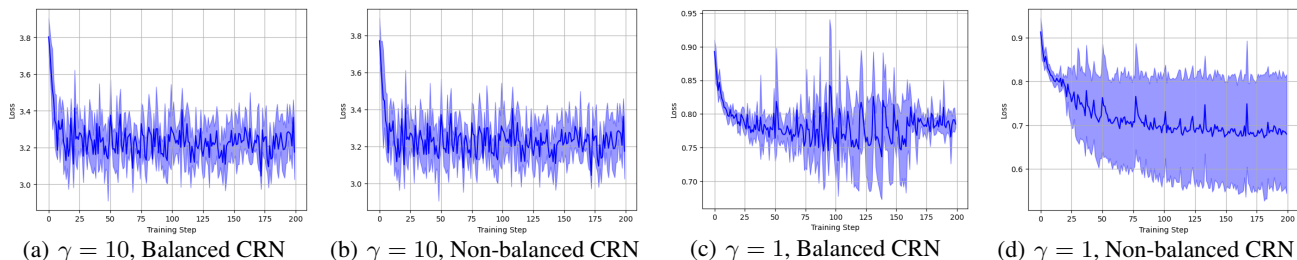 3.8
3.6
3.4
3.2
3.0
Loss
0 25 50 75 100 125 150 175 200
Training Step
(a) γ = 10, Balanced CRN
3.8
3.6
3.4
3.2
3.0
Loss
0 25 50 75 100 125 150 175 200
Training Step
(b) γ = 10, Non-balanced CRN
0.95
0.90
0.85
0.80
0.75
0.70
Loss
0 25 50 75 100 125 150 175 200
Training Step
(c) γ = 1, Balanced CRN
0.9
0.8
0.7
0.6
Loss
0 25 50 75 100 125 150 175 200
Training Step
(d) γ = 1, Non-balanced CRN